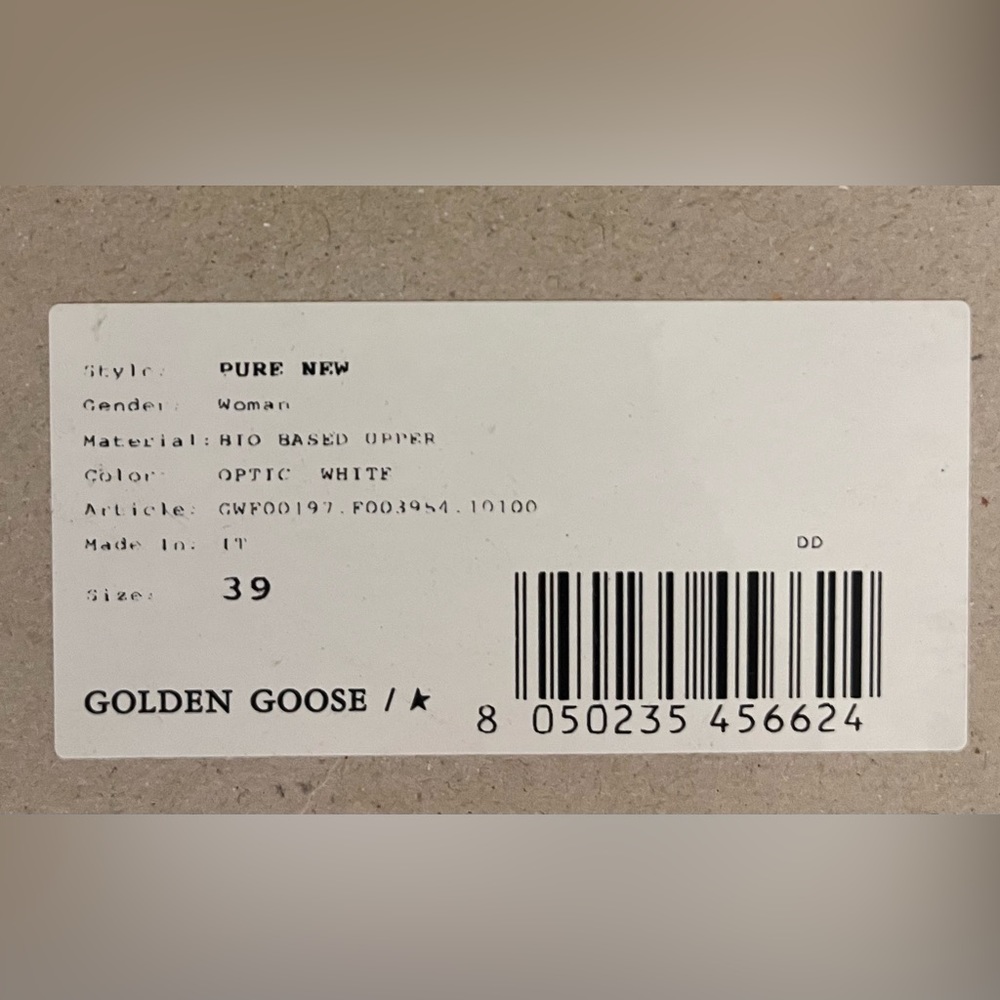 Style: PURE NEW
Gender: Woman
Material: BIO BASED UPPER
Color: OPTIC WHITE
Article: GWF00197.F003954.10100
Made In: IT
DD
Size: 39
GOLDEN GOOSE /
8 050235 456624